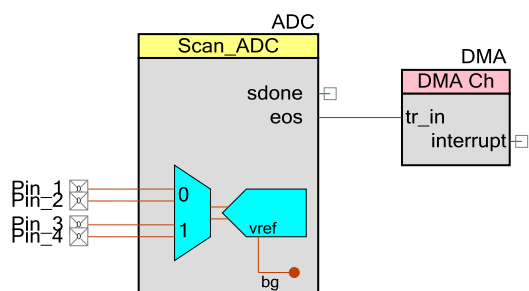 ADC
Scan_ADC
DMA
DMA Ch
sdone
eos
tr_in
interrupt
Pin_1
Pin_2
0
Pin_3
Pin_4
1
vref
bg